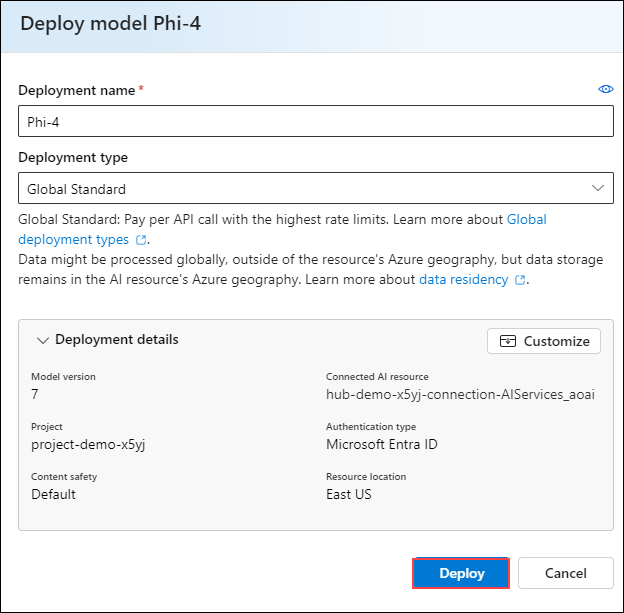 Deploy model Phi-4
Deployment name *
Phi-4
Deployment type
Global Standard
Global Standard: Pay per API call with the highest rate limits. Learn more about Global
deployment types.
Data might be processed globally, outside of the resource's Azure geography, but data storage
remains in the AI resource's Azure geography. Learn more about data residency.
Deployment details
Customize
Model version
7
Connected AI resource
hub-demo-x5yj-connection-AIServices_aoai
Project
project-demo-x5yj
Authentication type
Microsoft Entra ID
Content safety
Default
Resource location
East US
Deploy
Cancel